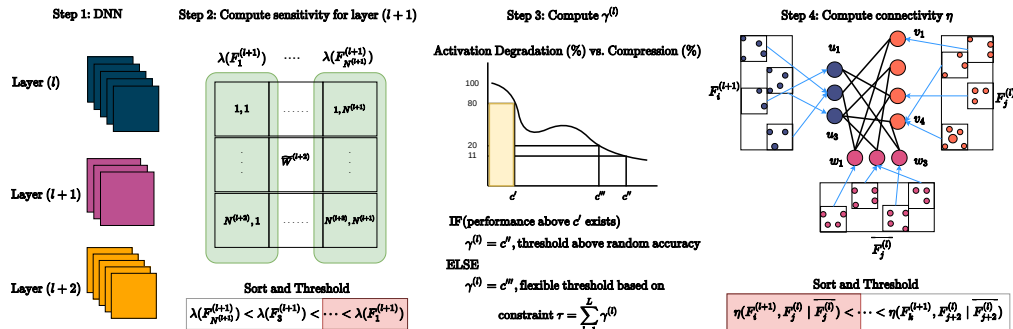 Step 1: DNN
Layer (l)
Layer (l + 1)
Layer (l + 2)
Step 2: Compute sensitivity for layer (l + 1)
λ(F_1^{(l+1)}) ..... λ(F_{N^{(l+1)}}^{(l+1)})
1, 1 ....... 1, N^{(l+1)}
Ŵ^{(l+2)}
N^{(l+2)}, 1 ....... N^{(l+2)}, N^{(l+1)}
Sort and Threshold
λ(F_{N^{(l+1)}}^{(l+1)}) < λ(F_3^{(l+1)}) < ··· < λ(F_1^{(l+1)})
Step 3: Compute γ^{(l)}
Activation Degradation (%) vs. Compression (%)
100
80
20
11
c' c''' c''
IF(performance above c' exists)
γ^{(l)} = c'', threshold above random accuracy
ELSE
γ^{(l)} = c''', flexible threshold based on
constraint τ = Σ^L γ^{(l)}
Step 4: Compute connectivity η
F_i^{(l+1)}
u_1
u_3
v_1
v_4
F_j^{(l)}
w_1 w_3
\overline{F_j^{(l)}}
Sort and Threshold
η(F_i^{(l+1)}, F_j^{(l)} | \overline{F_j^{(l)}}) < ··· < η(F_k^{(l+1)}, F_{j+2}^{(l)} | \overline{F_{j+2}^{(l)}})